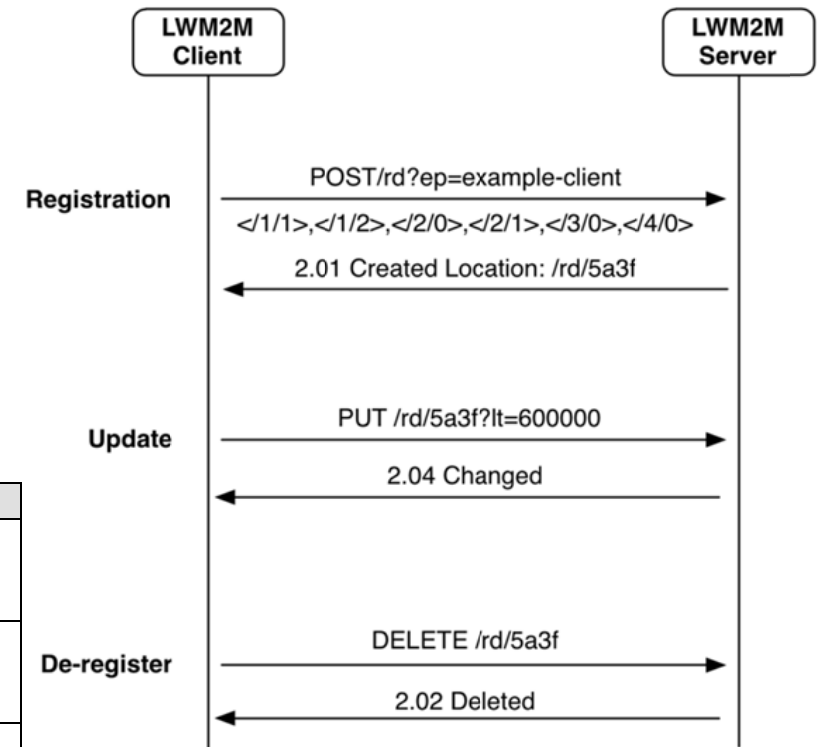 LWM2M
Client
LWM2M
Server
Registration
POST/rd?ep=example-client
</1/1>,</1/2>,</2/0>,</2/1>,</3/0>,</4/0>
2.01 Created Location: /rd/5a3f
Update
PUT /rd/5a3f?lt=600000
2.04 Changed
De-register
DELETE /rd/5a3f
2.02 Deleted